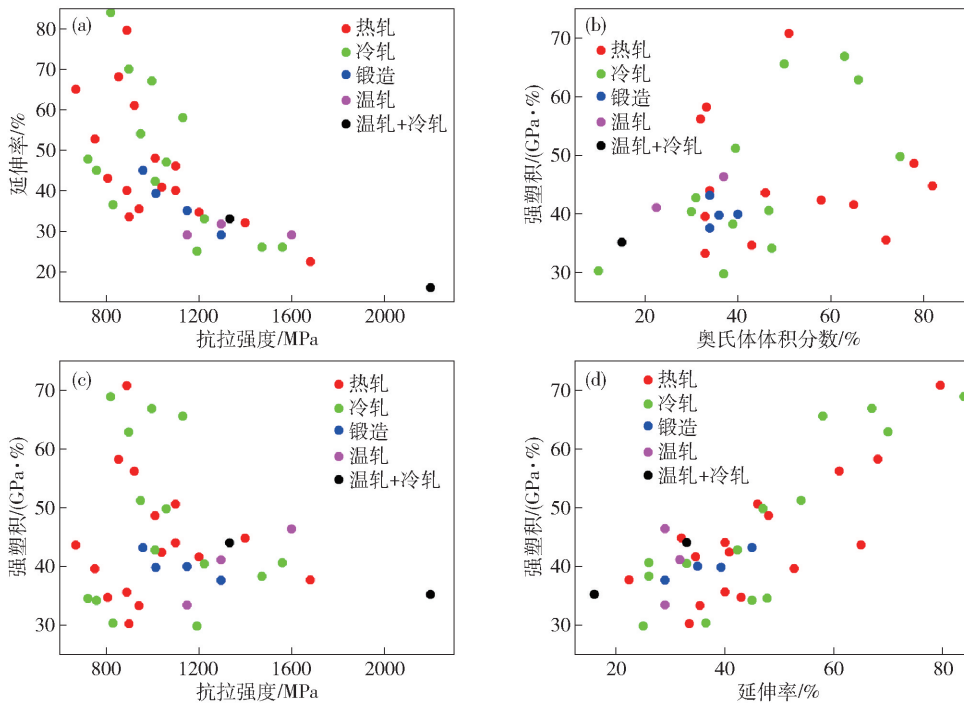 (a)
热轧
冷轧
锻造
温轧
温轧+冷轧
延伸率/%
80
70
60
50
40
30
20
800
1200
1600
2000
抗拉强度/MPa
(b)
热轧
冷轧
锻造
温轧
温轧+冷轧
强塑积/(GPa·%)
70
60
50
40
30
20
40
60
80
奥氏体体积分数/%
(c)
热轧
冷轧
锻造
温轧
温轧+冷轧
强塑积/(GPa·%)
70
60
50
40
30
800
1200
1600
2000
抗拉强度/MPa
(d)
热轧
冷轧
锻造
温轧
温轧+冷轧
强塑积/(GPa·%)
70
60
50
40
30
20
40
60
80
延伸率/%